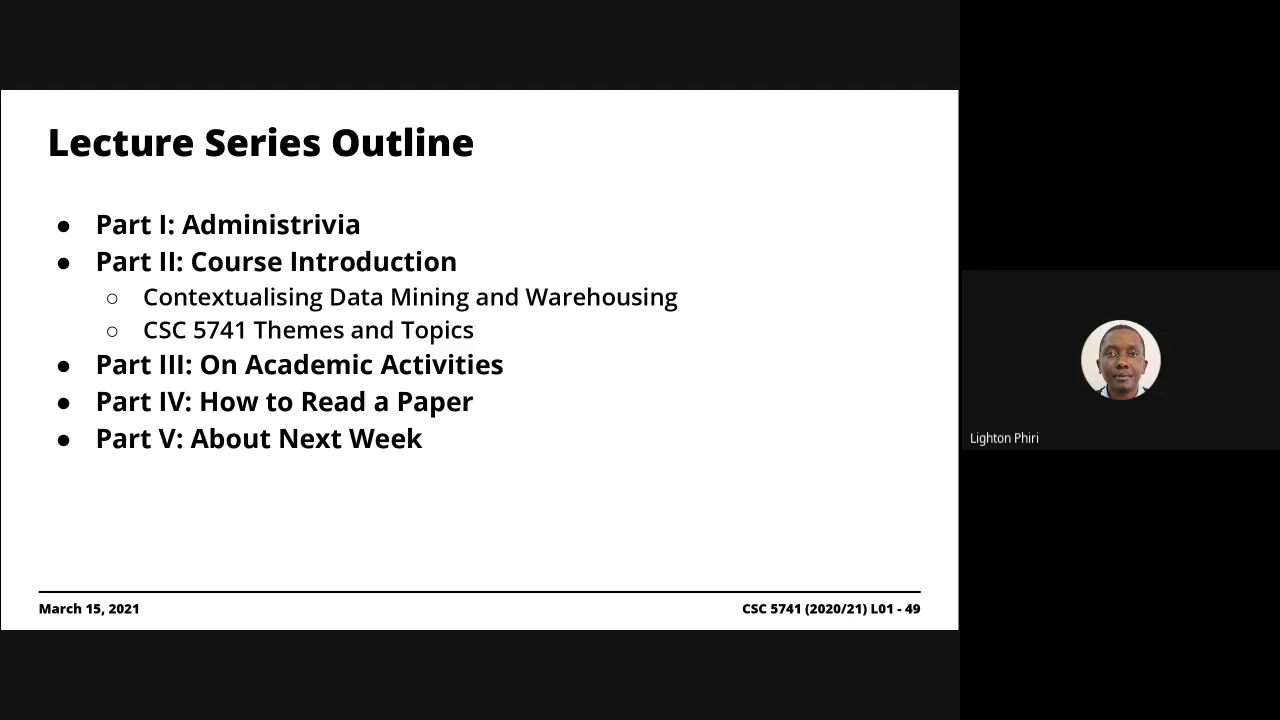 Lecture Series Outline
● Part I: Administrivia
● Part II: Course Introduction
○ Contextualising Data Mining and Warehousing
○ CSC 5741 Themes and Topics
● Part III: On Academic Activities
● Part IV: How to Read a Paper
● Part V: About Next Week
March 15, 2021
CSC 5741 (2020/21) L01 - 49
Lighton Phiri